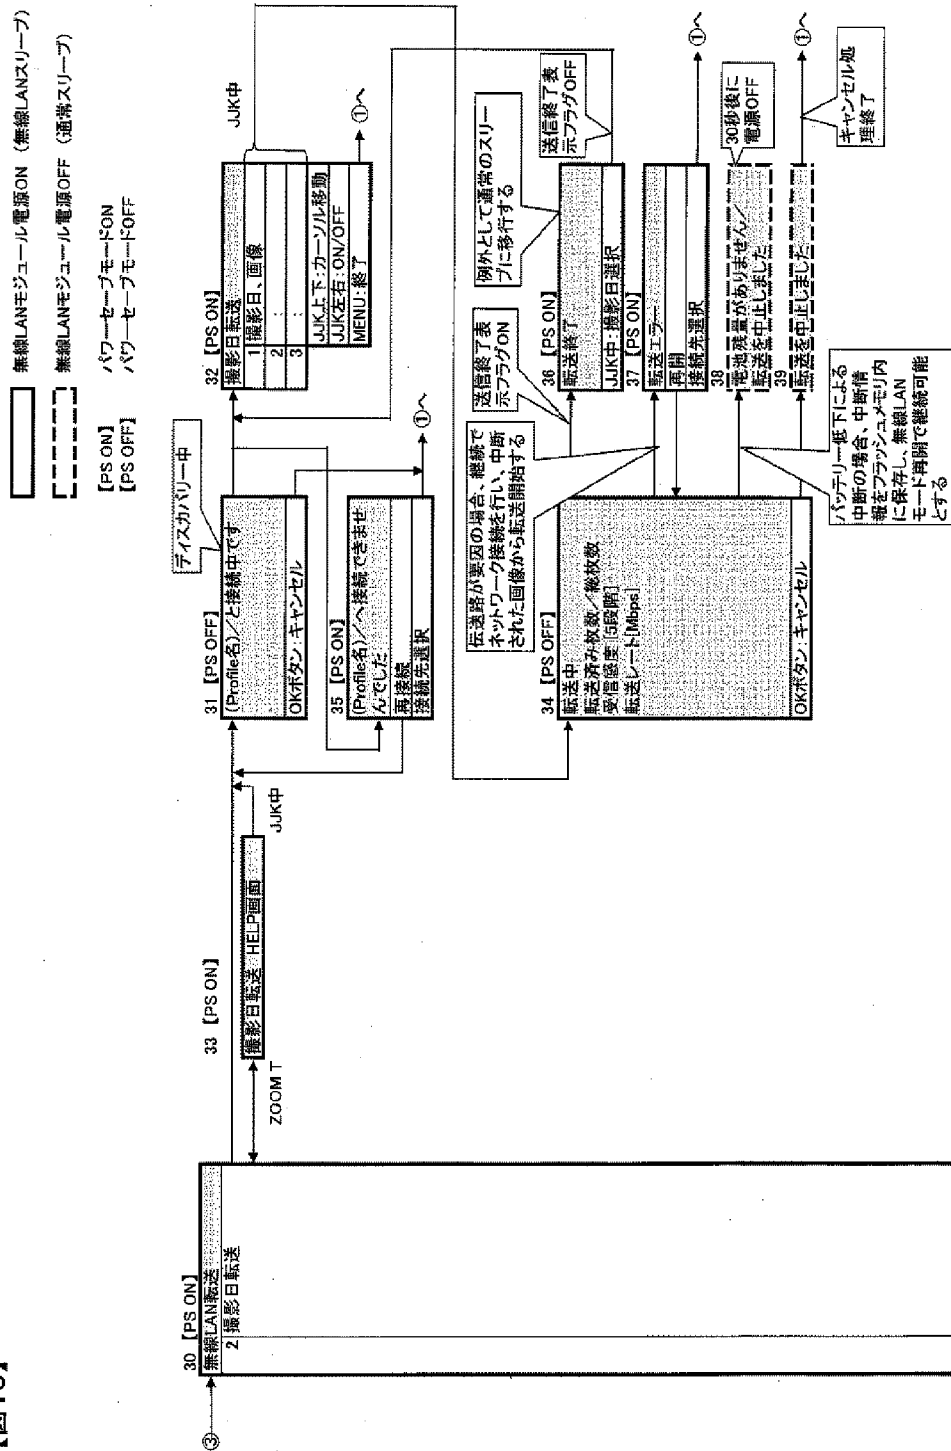 無線LANモジュール電源ON (無線LANスリープ)
無線LANモジュール電源OFF (通常スリープ)
【PS ON】 パワーセーブモードON
【PS OFF】 パワーセーブモードOFF
③
30 【PS ON】
無線LAN転送
2 撮影日転送
ZOOM T
33 【PS ON】
撮影日転送 HELP画面
JJK中
ディスカバリー中
31 【PS OFF】
(Profile名)/と接続中です
OKボタン:キャンセル
35 【PS ON】
(Profile名)/へ接続できませ
んでした
再接続
接続先選択
①へ
32 【PS ON】
撮影日転送
1 撮影日、画像
2 :
3 :
JJK上下:カーソル移動
JJK左右:ON/OFF
MENU:終了
JJK中
①へ
伝送路が要因の場合、継続で
ネットワーク接続を行い、中断
された画像から転送開始する
34 【PS OFF】
転送中
転送済み枚数/総枚数
受信感度 [5段階]
転送レート[Mbps]
OKボタン:キャンセル
送信終了表
示フラグON
例外として通常のスリー
プに移行する
送信終了表
示フラグOFF
36 【PS ON】
転送終了
JJK中:撮影日選択
37 【PS ON】
転送エラー
再開
接続先選択
①へ
38
電池残量がありません/
転送を中止しました
30秒後に
電源OFF
39
転送を中止しました
①へ
キャンセル処
理終了
バッテリー低下による
中断の場合、中断情
報をフラッシュメモリ内
に保存し、無線LAN
モード再開で継続可能
とする